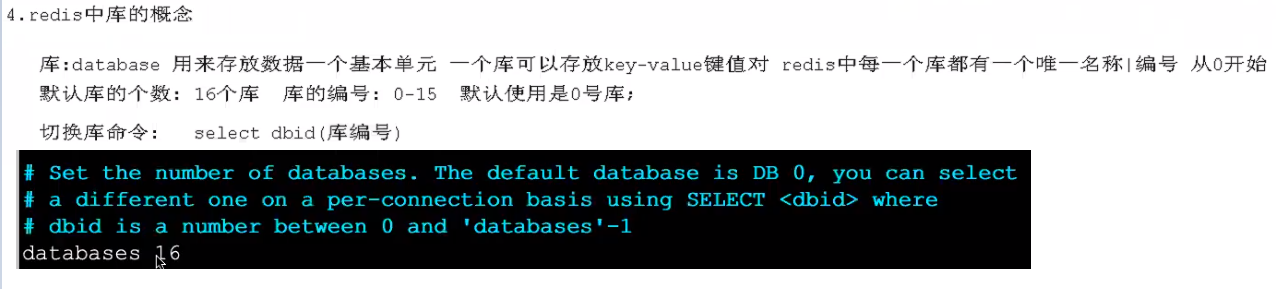 4.redis中库的概念
库:database 用来存放数据一个基本单元 一个库可以存放key-value键值对 redis中每一个库都有一个唯一名称|编号 从0开始
默认库的个数: 16个库 库的编号: 0-15 默认使用是0号库;
切换库命令: select dbid(库编号)
# Set the number of databases. The default database is DB 0, you can select
# a different one on a per-connection basis using SELECT <dbid> where
# dbid is a number between 0 and 'databases'-1
databases 16